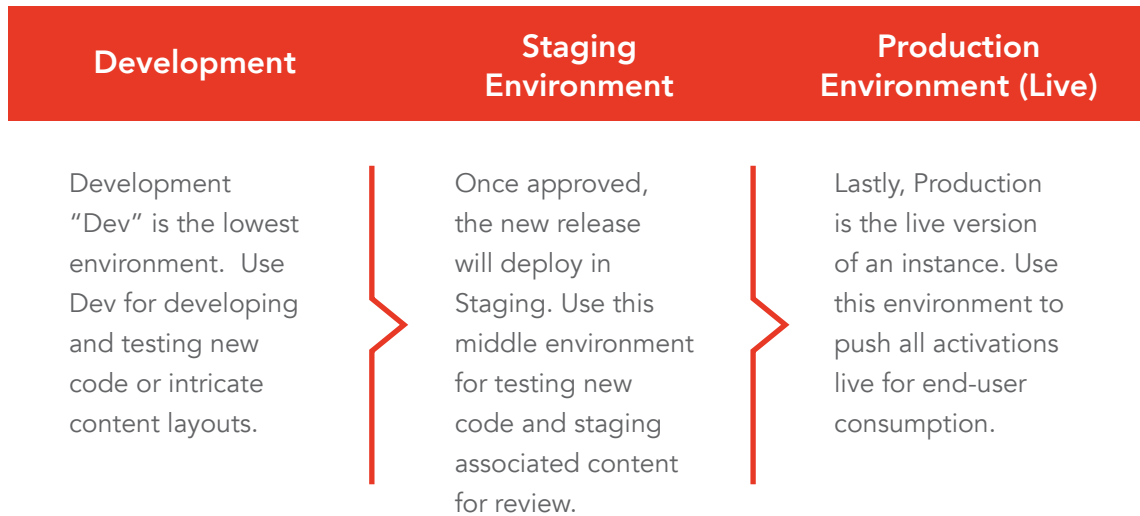 Development
Staging
Environment
Production
Environment (Live)
Development
“Dev” is the lowest
environment.  Use
Dev for developing
and testing new
code or intricate
content layouts.
Once approved,
the new release
will deploy in
Staging. Use this
middle environment
for testing new
code and staging
associated content
for review.
Lastly, Production
is the live version
of an instance. Use
this environment to
push all activations
live for end-user
consumption.